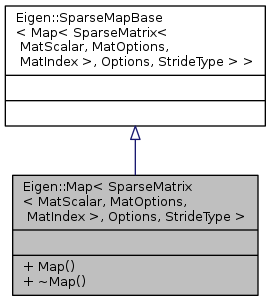 Eigen::SparseMapBase
< Map< SparseMatrix<
MatScalar, MatOptions,
MatIndex >, Options, StrideType > >
Eigen::Map< SparseMatrix
< MatScalar, MatOptions,
MatIndex >, Options, StrideType >
+ Map()
+ ~Map()